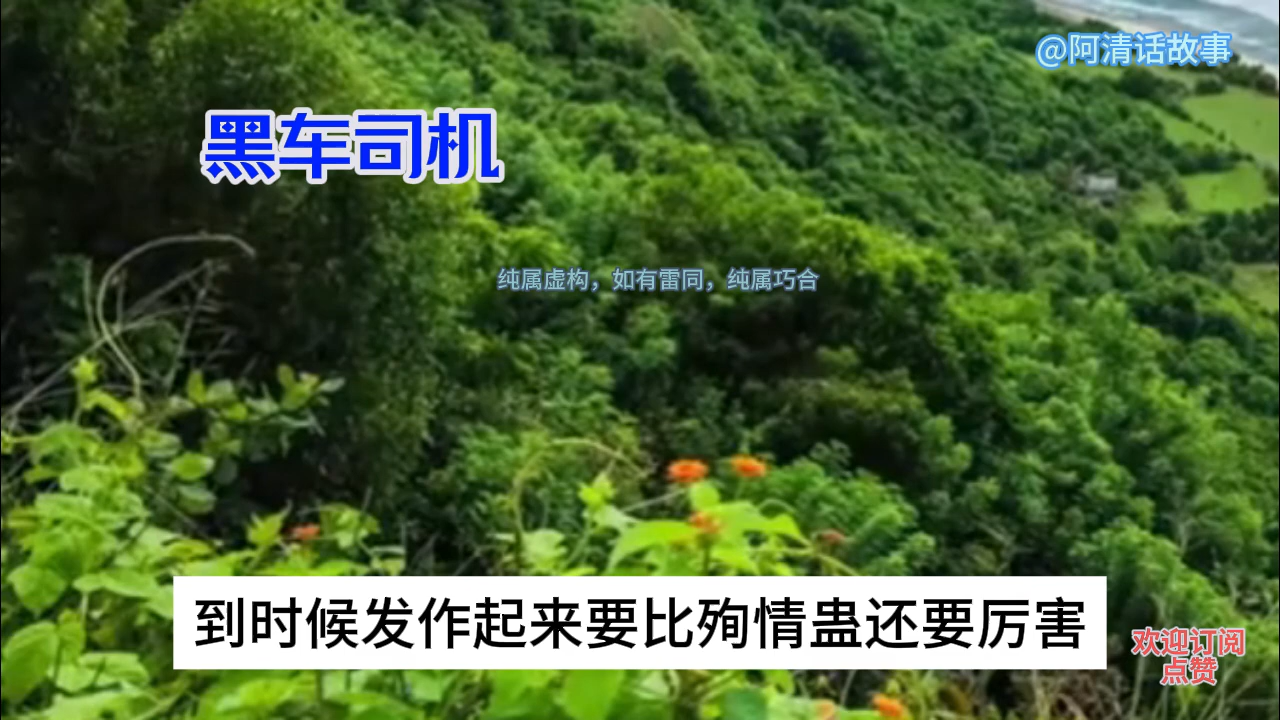 @阿清话故事
黑车司机
纯属虚构，如有雷同，纯属巧合
到时候发作起来要比殉情蛊还要厉害
欢迎订阅
点赞